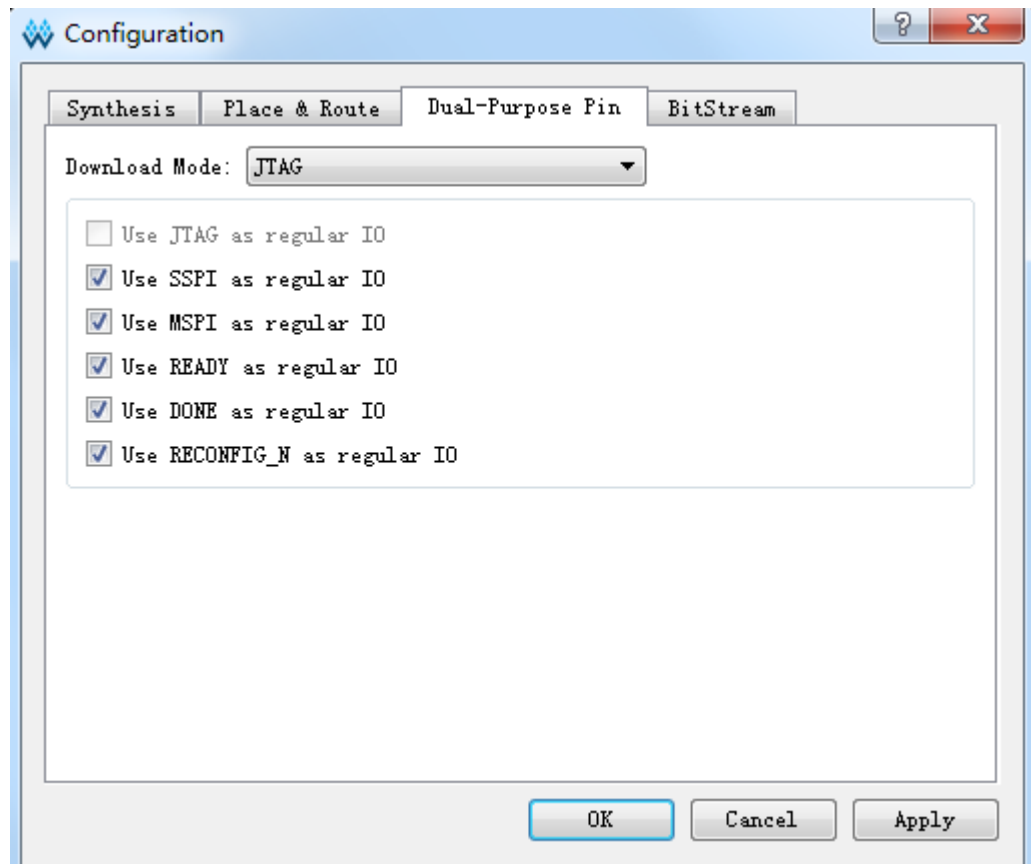 Configuration
Synthesis Place & Route Dual-Purpose Pin BitStream
Download Mode: JTAG
Use JTAG as regular IO
Use SSPI as regular IO
Use MSPI as regular IO
Use READY as regular IO
Use DONE as regular IO
Use RECONFIG_N as regular IO
OK Cancel Apply